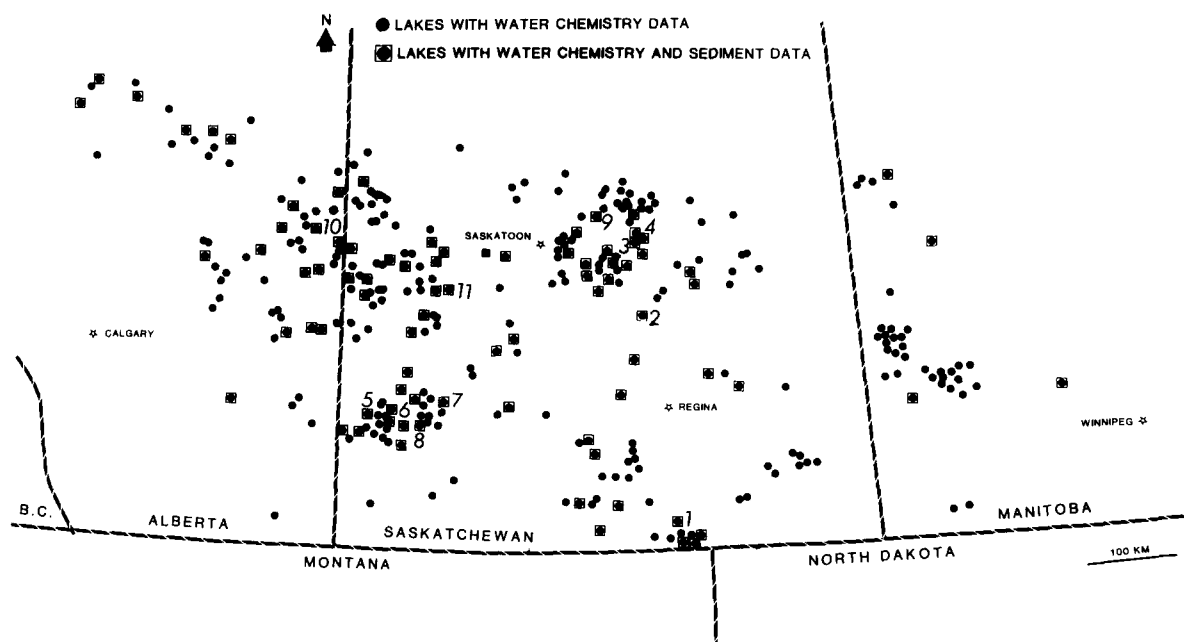 N
LAKES WITH WATER CHEMISTRY DATA
LAKES WITH WATER CHEMISTRY AND SEDIMENT DATA
10
9
4
SASKATOON
3
11
2
CALGARY
5
6
7
8
REGINA
WINNIPEG
1
B.C.
ALBERTA
SASKATCHEWAN
MANITOBA
MONTANA
NORTH DAKOTA
100 KM